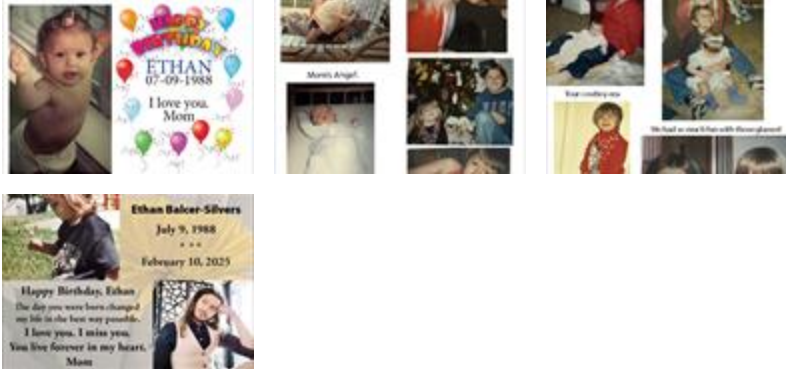 HAPPY
BIRTHDAY
ETHAN
07-09-1988
I love you.
Mom
Mom's Angel.
Your cowboy
We had so much fun with those glasses!
Ethan Balcer-Silvers
July 9, 1988
* * *
February 10, 2025
Happy Birthday, Ethan
The day you were born changed
my life in the best way possible.
I love you. I miss you.
You live forever in my heart.
Mom